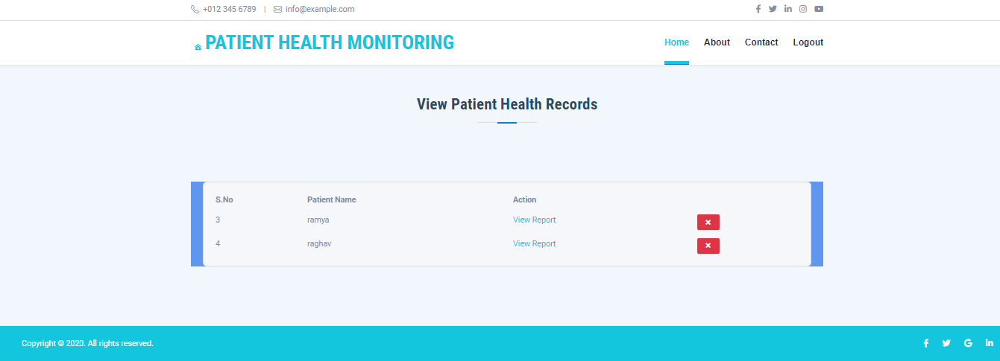 +012 345 6789 | info@example.com
PATIENT HEALTH MONITORING
Home About Contact Logout
View Patient Health Records
S.No Patient Name Action
3 ramya View Report
4 raghav View Report
Copyright © 2020. All rights reserved.